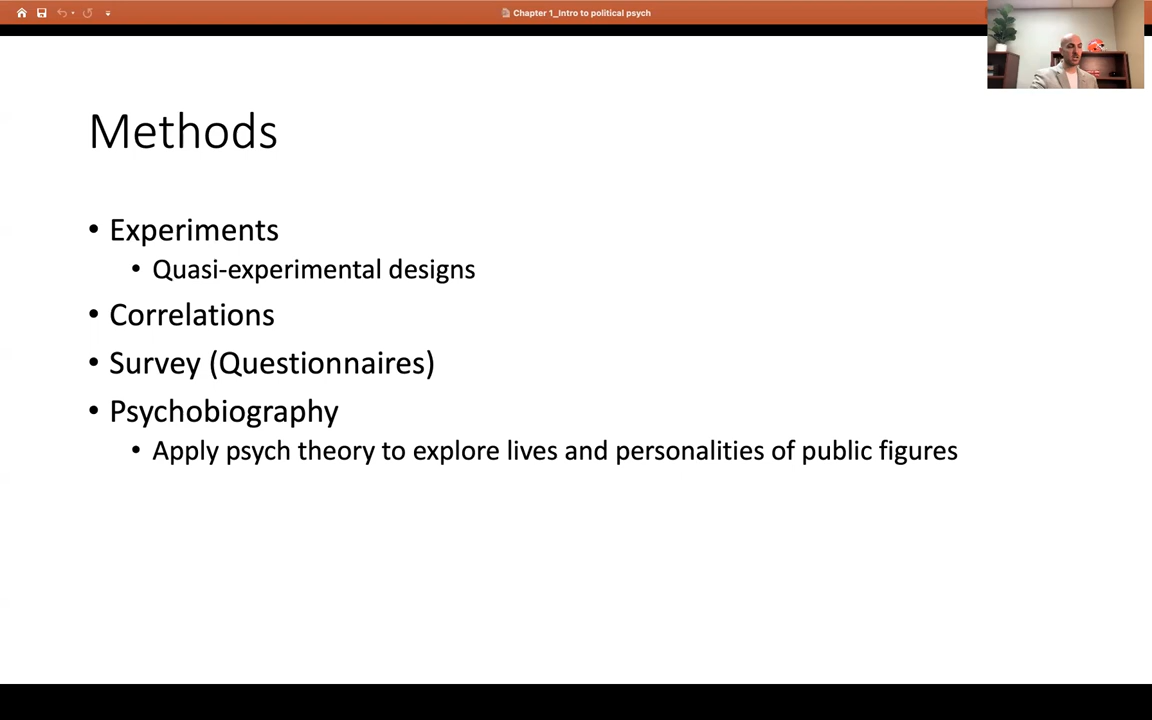 Chapter 1_Intro to political psych
Methods
• Experiments
• Quasi-experimental designs
• Correlations
• Survey (Questionnaires)
• Psychobiography
• Apply psych theory to explore lives and personalities of public figures